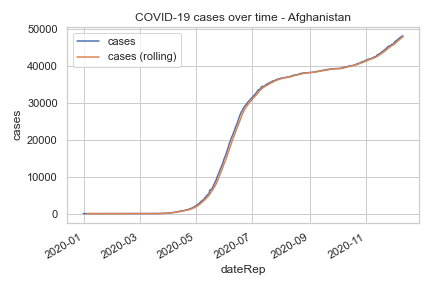 COVID-19 cases over time - Afghanistan
cases
cases (rolling)
50000
40000
30000
20000
10000
0
cases
2020-01
2020-03
2020-05
2020-07
2020-09
2020-11
dateRep